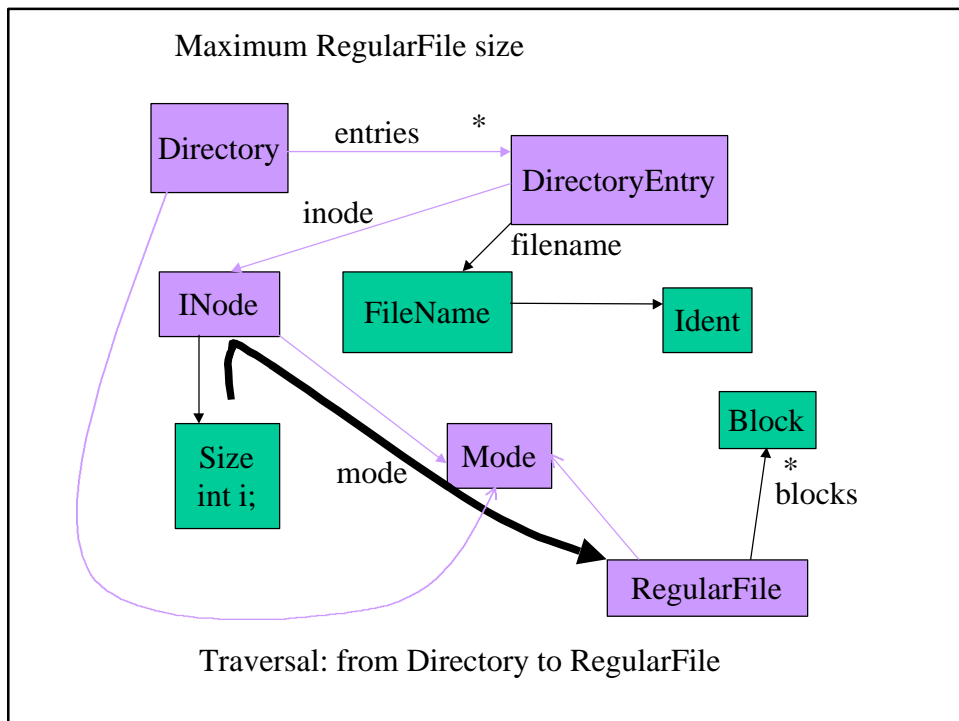 Maximum RegularFile size
Directory
entries
*
DirectoryEntry
inode
filename
INode
FileName
Ident
Block
Size
int i;
mode
Mode
*
blocks
RegularFile
Traversal: from Directory to RegularFile